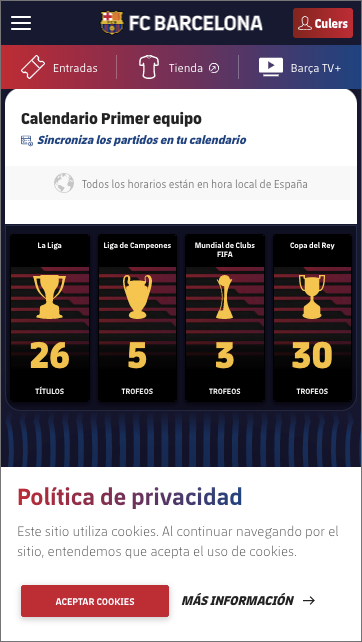 FC BARCELONA
Culers
Entradas
Tienda
Barça TV+
Calendario Primer equipo
Sincroniza los partidos en tu calendario
Todos los horarios están en hora local de España
La Liga
26
TÍTULOS
Liga de Campeones
5
TROFEOS
Mundial de Clubs
FIFA
3
TROFEOS
Copa del Rey
30
TROFEOS
Política de privacidad
Este sitio utiliza cookies. Al continuar navegando por el
sitio, entendemos que acepta el uso de cookies.
ACEPTAR COOKIES
MÁS INFORMACIÓN